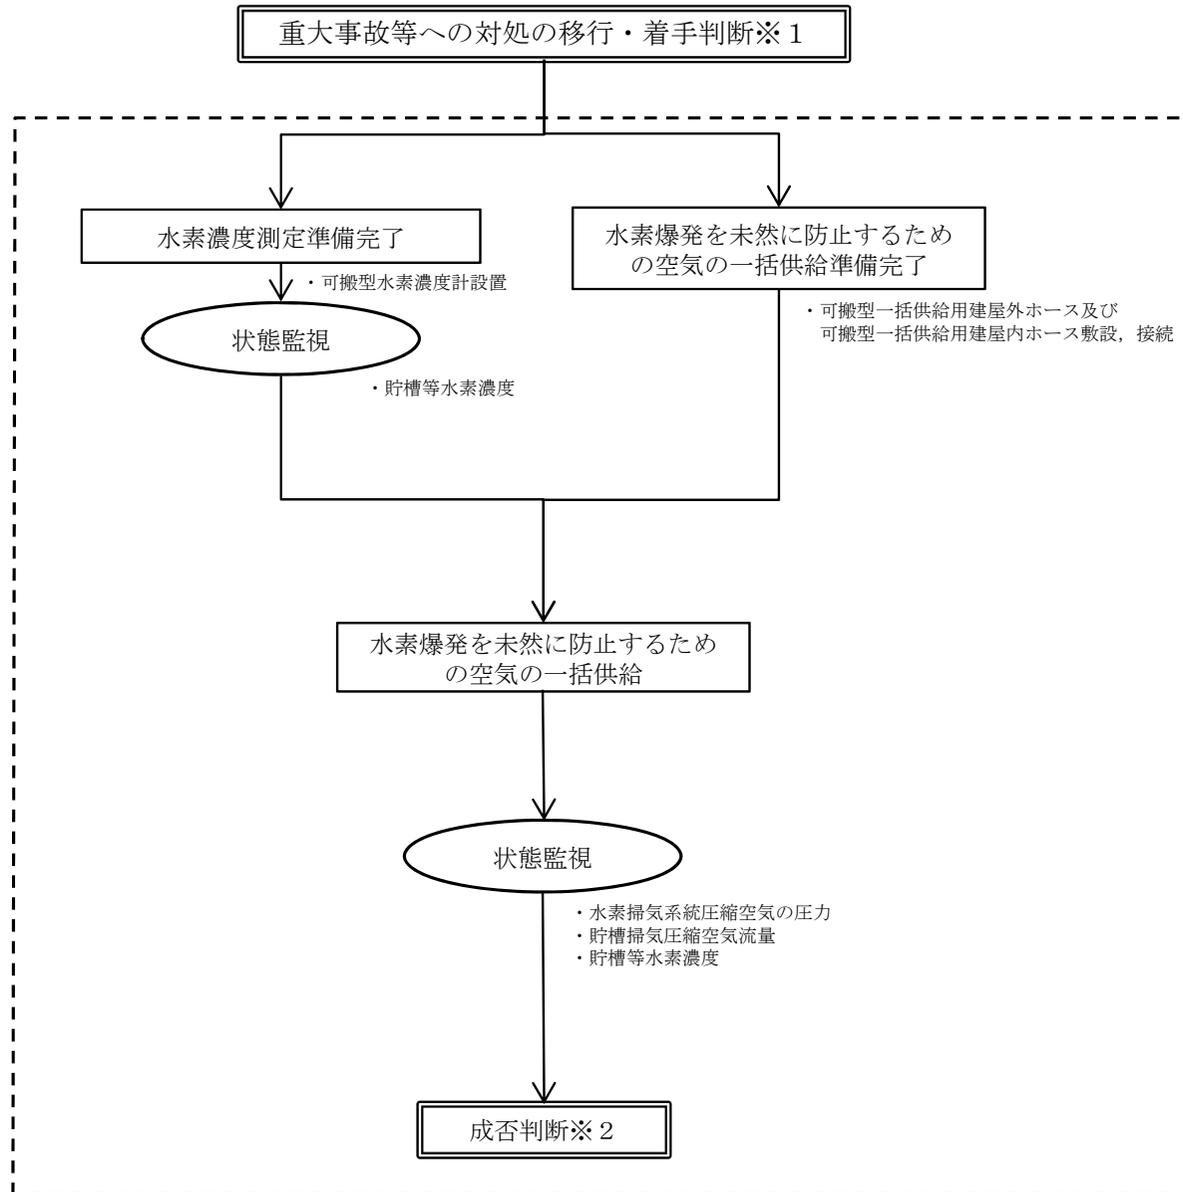 重大事故等への対処の移行・着手判断※１
水素濃度測定準備完了
・可搬型水素濃度計設置
状態監視
・貯槽等水素濃度
水素爆発を未然に防止するため
の空気の一括供給準備完了
・可搬型一括供給用建屋外ホース及び
可搬型一括供給用建屋内ホース敷設，接続
水素爆発を未然に防止するため
の空気の一括供給
状態監視
・水素掃気系統圧縮空気の圧力
・貯槽掃気圧縮空気流量
・貯槽等水素濃度
成否判断※２